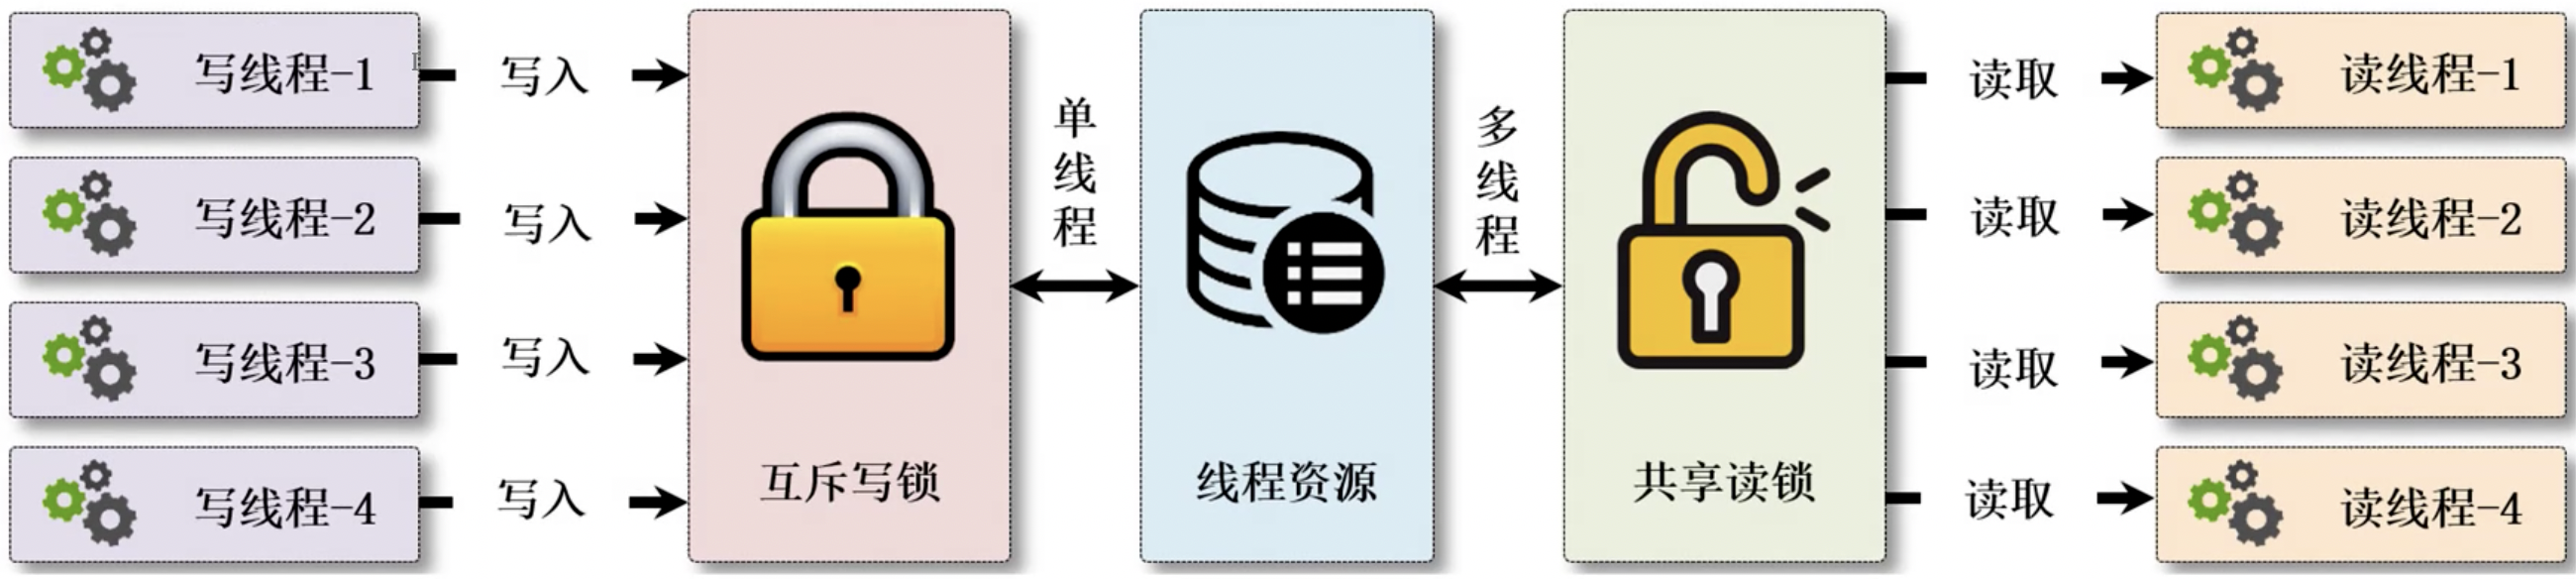 写线程-1
写入
写线程-2
写入
写线程-3
写入
写线程-4
写入
互斥写锁
单线程
线程资源
多线程
共享读锁
读取
读线程-1
读取
读线程-2
读取
读线程-3
读取
读线程-4